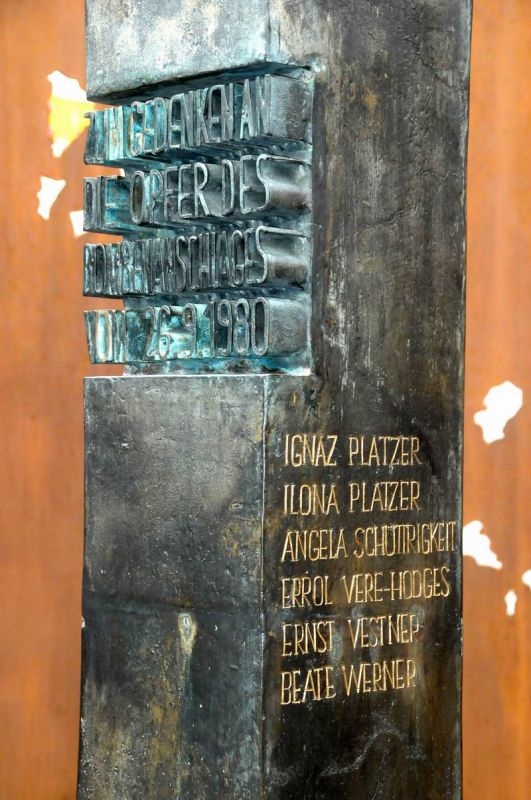 ZUM GEDENKEN AN
DIE OPFER DES
BOMBENANSCHLAGES
VOM 26.9.1980
IGNAZ PLATZER
ILONA PLATZER
ANGELA SCHÜTTRIGKEIT
ERROL VERE-HODGES
ERNST VESTNER
BEATE WERNER